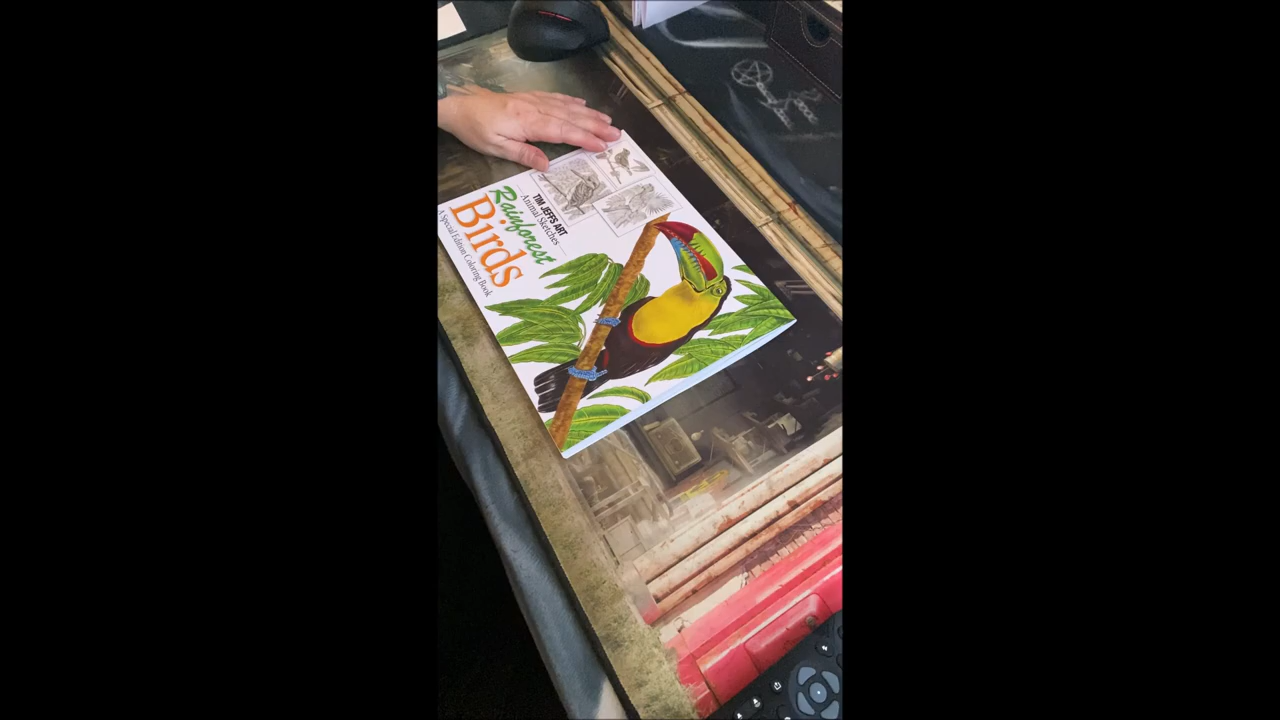 TIM JEFFS ART
Animal Sketches
Rainforest
Birds
A Special Edition Coloring Book